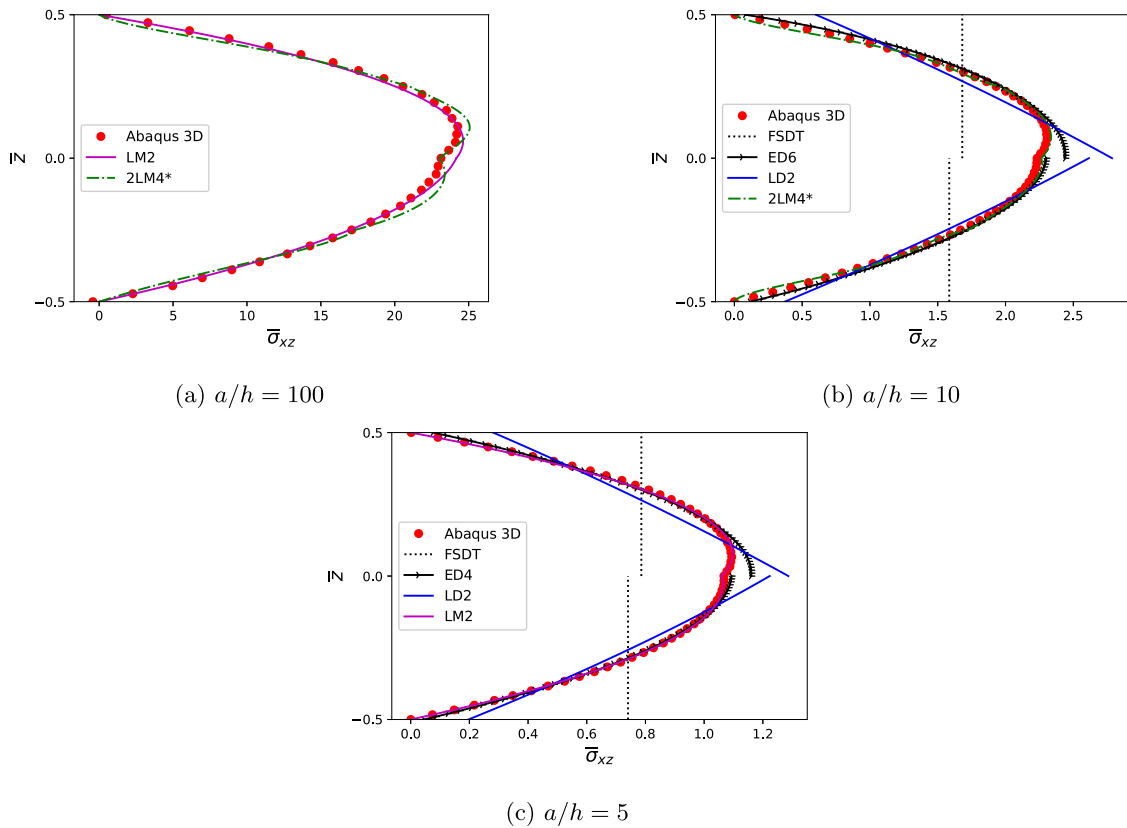 0.5
0.0
−0.5
z̅
Abaqus 3D
LM2
2LM4*
0
5
10
15
20
25
σ̅xz
(a) a/h = 100
0.5
0.0
−0.5
z̅
Abaqus 3D
FSDT
ED6
LD2
2LM4*
0.0
0.5
1.0
1.5
2.0
2.5
σ̅xz
(b) a/h = 10
0.5
0.0
−0.5
z̅
Abaqus 3D
FSDT
ED4
LD2
LM2
0.0
0.2
0.4
0.6
0.8
1.0
1.2
σ̅xz
(c) a/h = 5